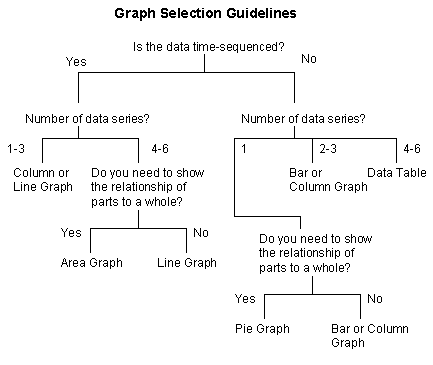 Graph Selection Guidelines
Is the data time-sequenced?
Yes
No
Number of data series?
Number of data series?
1-3
4-6
1
2-3
4-6
Column or
Line Graph
Do you need to show
the relationship of
parts to a whole?
Bar or
Column Graph
Data Table
Yes
No
Area Graph
Line Graph
Do you need to show
the relationship of
parts to a whole?
Yes
No
Pie Graph
Bar or Column
Graph